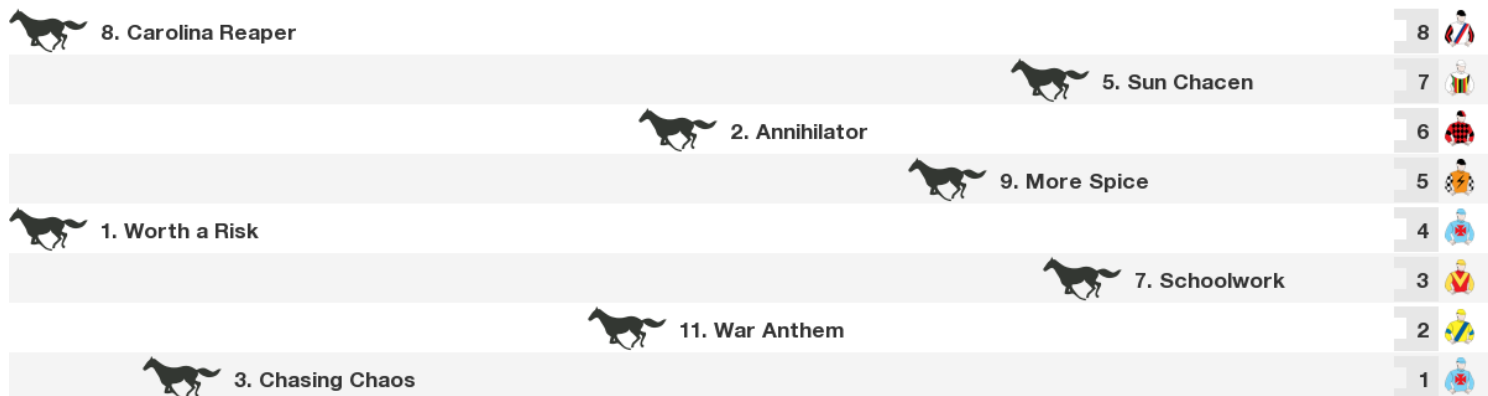 8. Carolina Reaper 8
5. Sun Chacen 7
2. Annihilator 6
9. More Spice 5
1. Worth a Risk 4
7. Schoolwork 3
11. War Anthem 2
3. Chasing Chaos 1